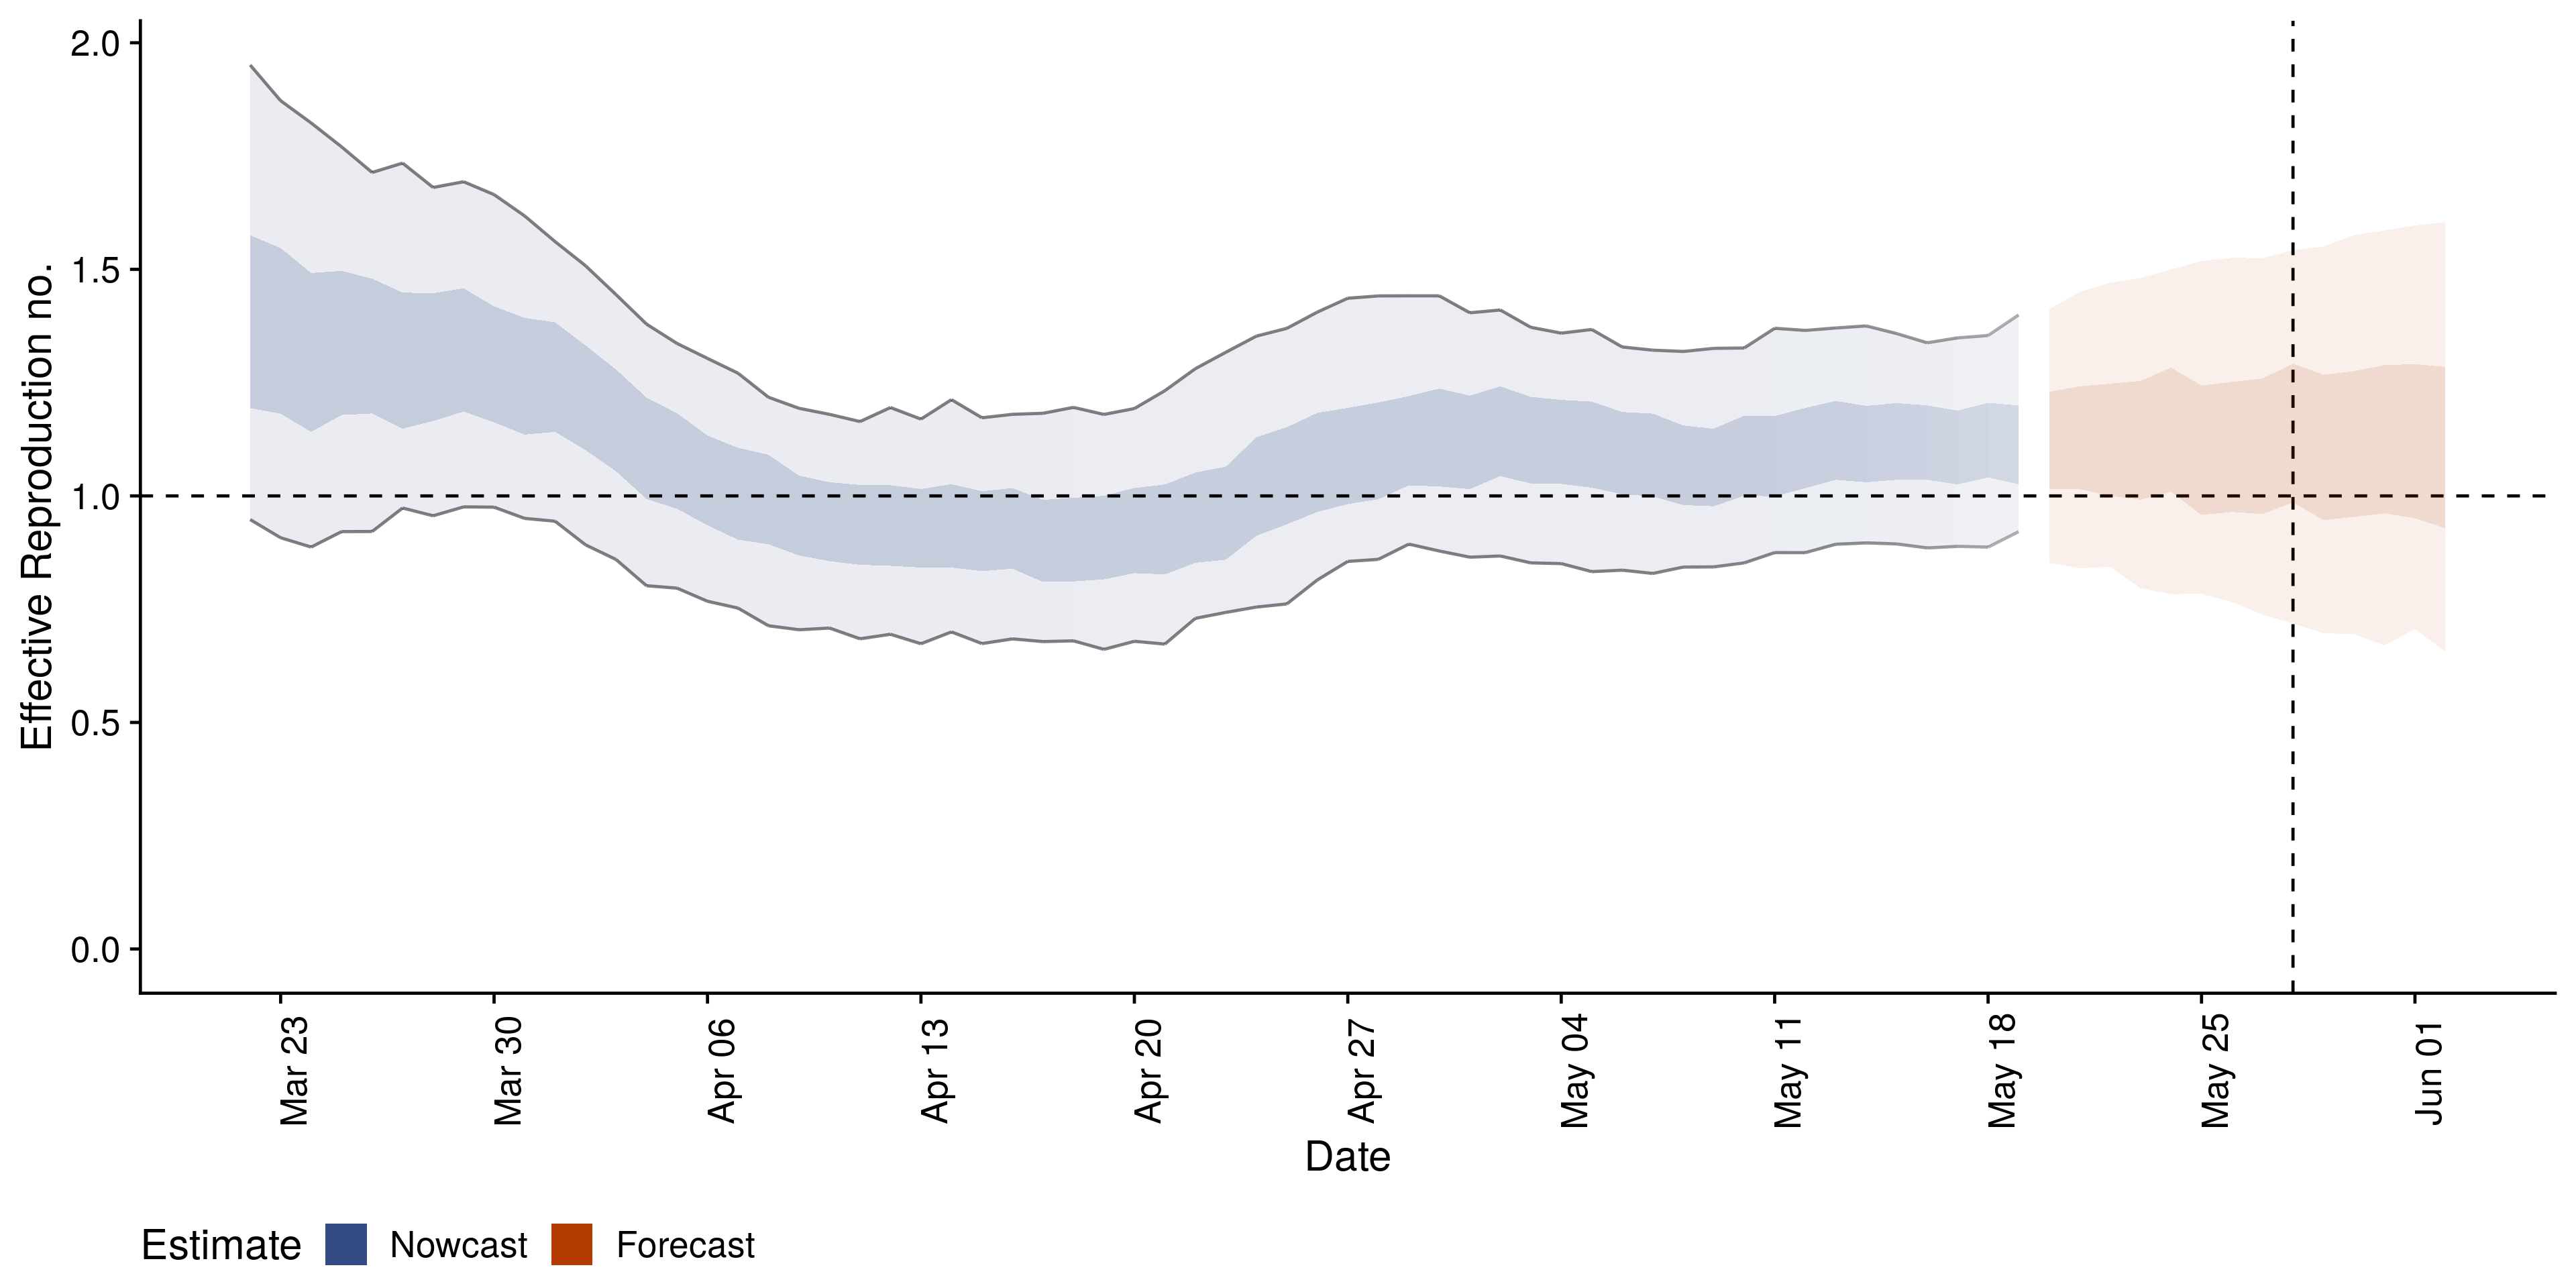 Effective Reproduction no.
2.0
1.5
1.0
0.5
0.0
Mar 23
Mar 30
Apr 06
Apr 13
Apr 20
Apr 27
May 04
May 11
May 18
May 25
Jun 01
Date
Estimate Nowcast Forecast